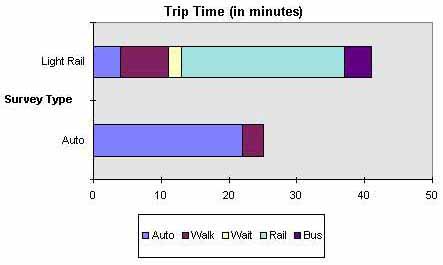 Trip Time (in minutes)
Light Rail
Survey Type
Auto
0 10 20 30 40 50
Auto Walk Wait Rail Bus